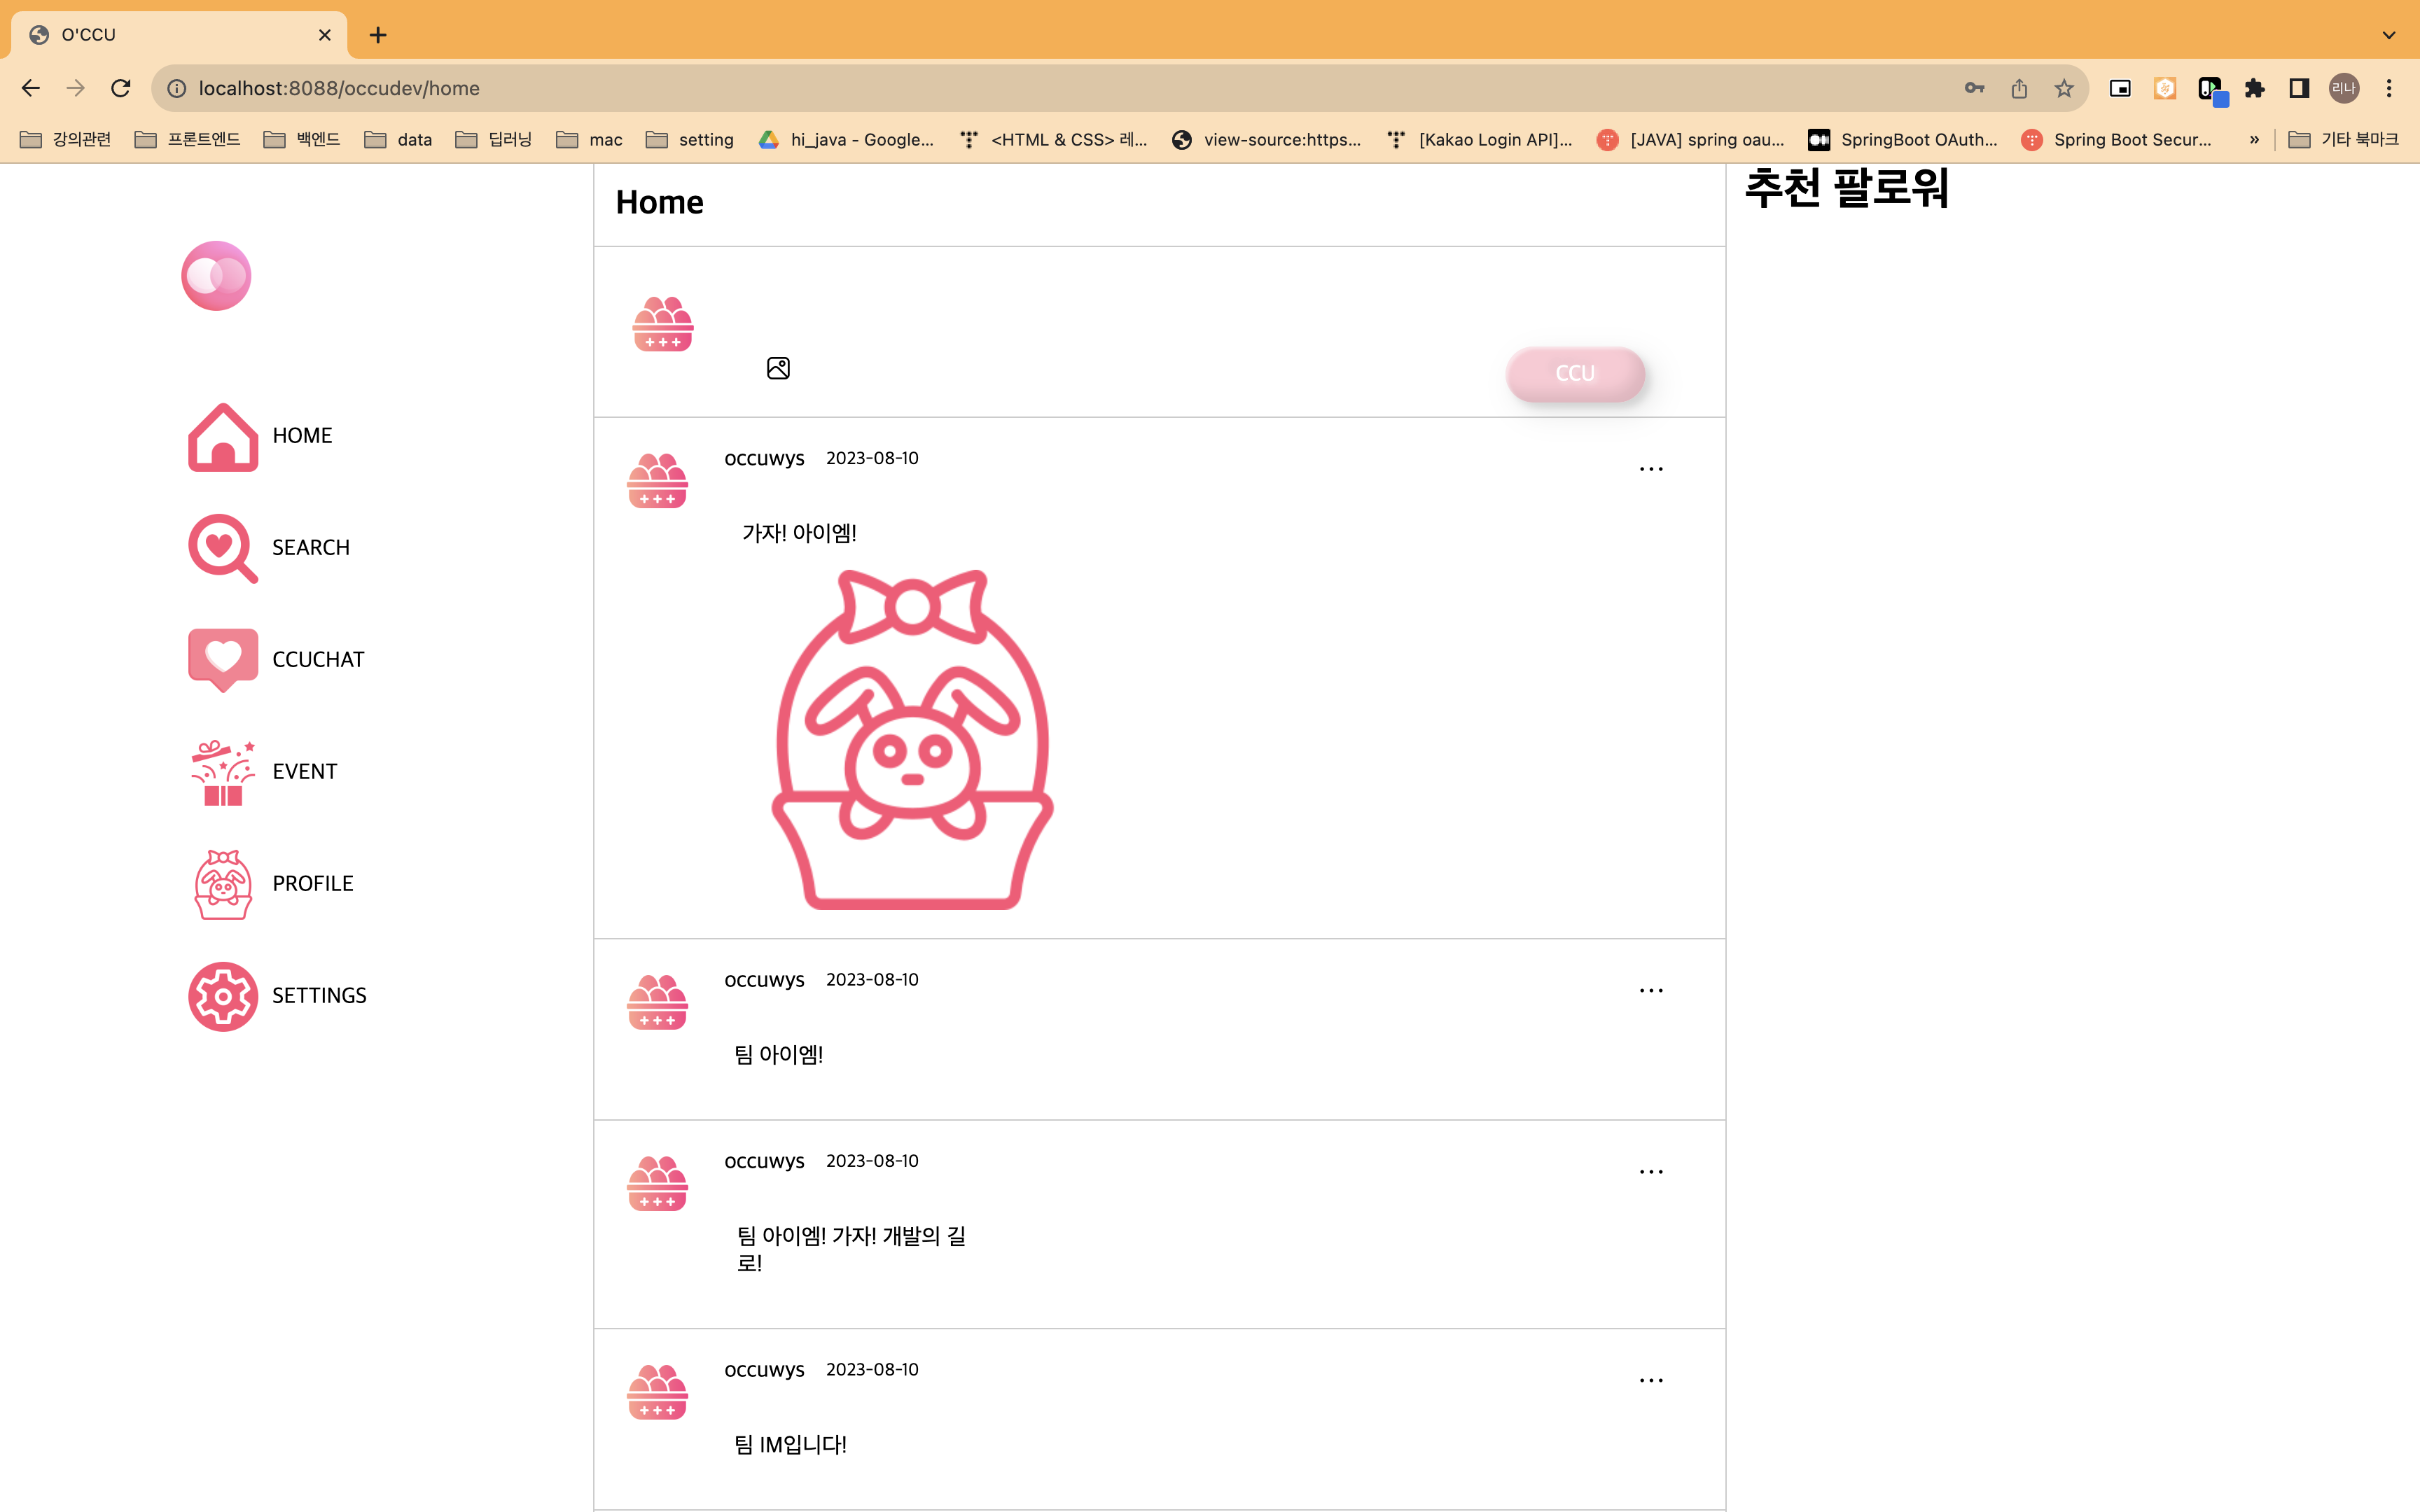 O'CCU
localhost:8088/occudev/home
리나
강의관련
프론트엔드
백엔드
data
딥러닝
mac
setting
hi_java - Google...
<HTML & CSS> 레...
view-source:https...
[Kakao Login API]...
[JAVA] spring oau...
SpringBoot OAuth...
Spring Boot Secur...
»
기타 북마크
HOME
SEARCH
CCUCHAT
EVENT
PROFILE
SETTINGS
Home
CCU
occuwys 2023-08-10
...
가자! 아이엠!
occuwys 2023-08-10
...
팀 아이엠!
occuwys 2023-08-10
...
팀 아이엠! 가자! 개발의 길
로!
occuwys 2023-08-10
...
팀 IM입니다!
추천 팔로워